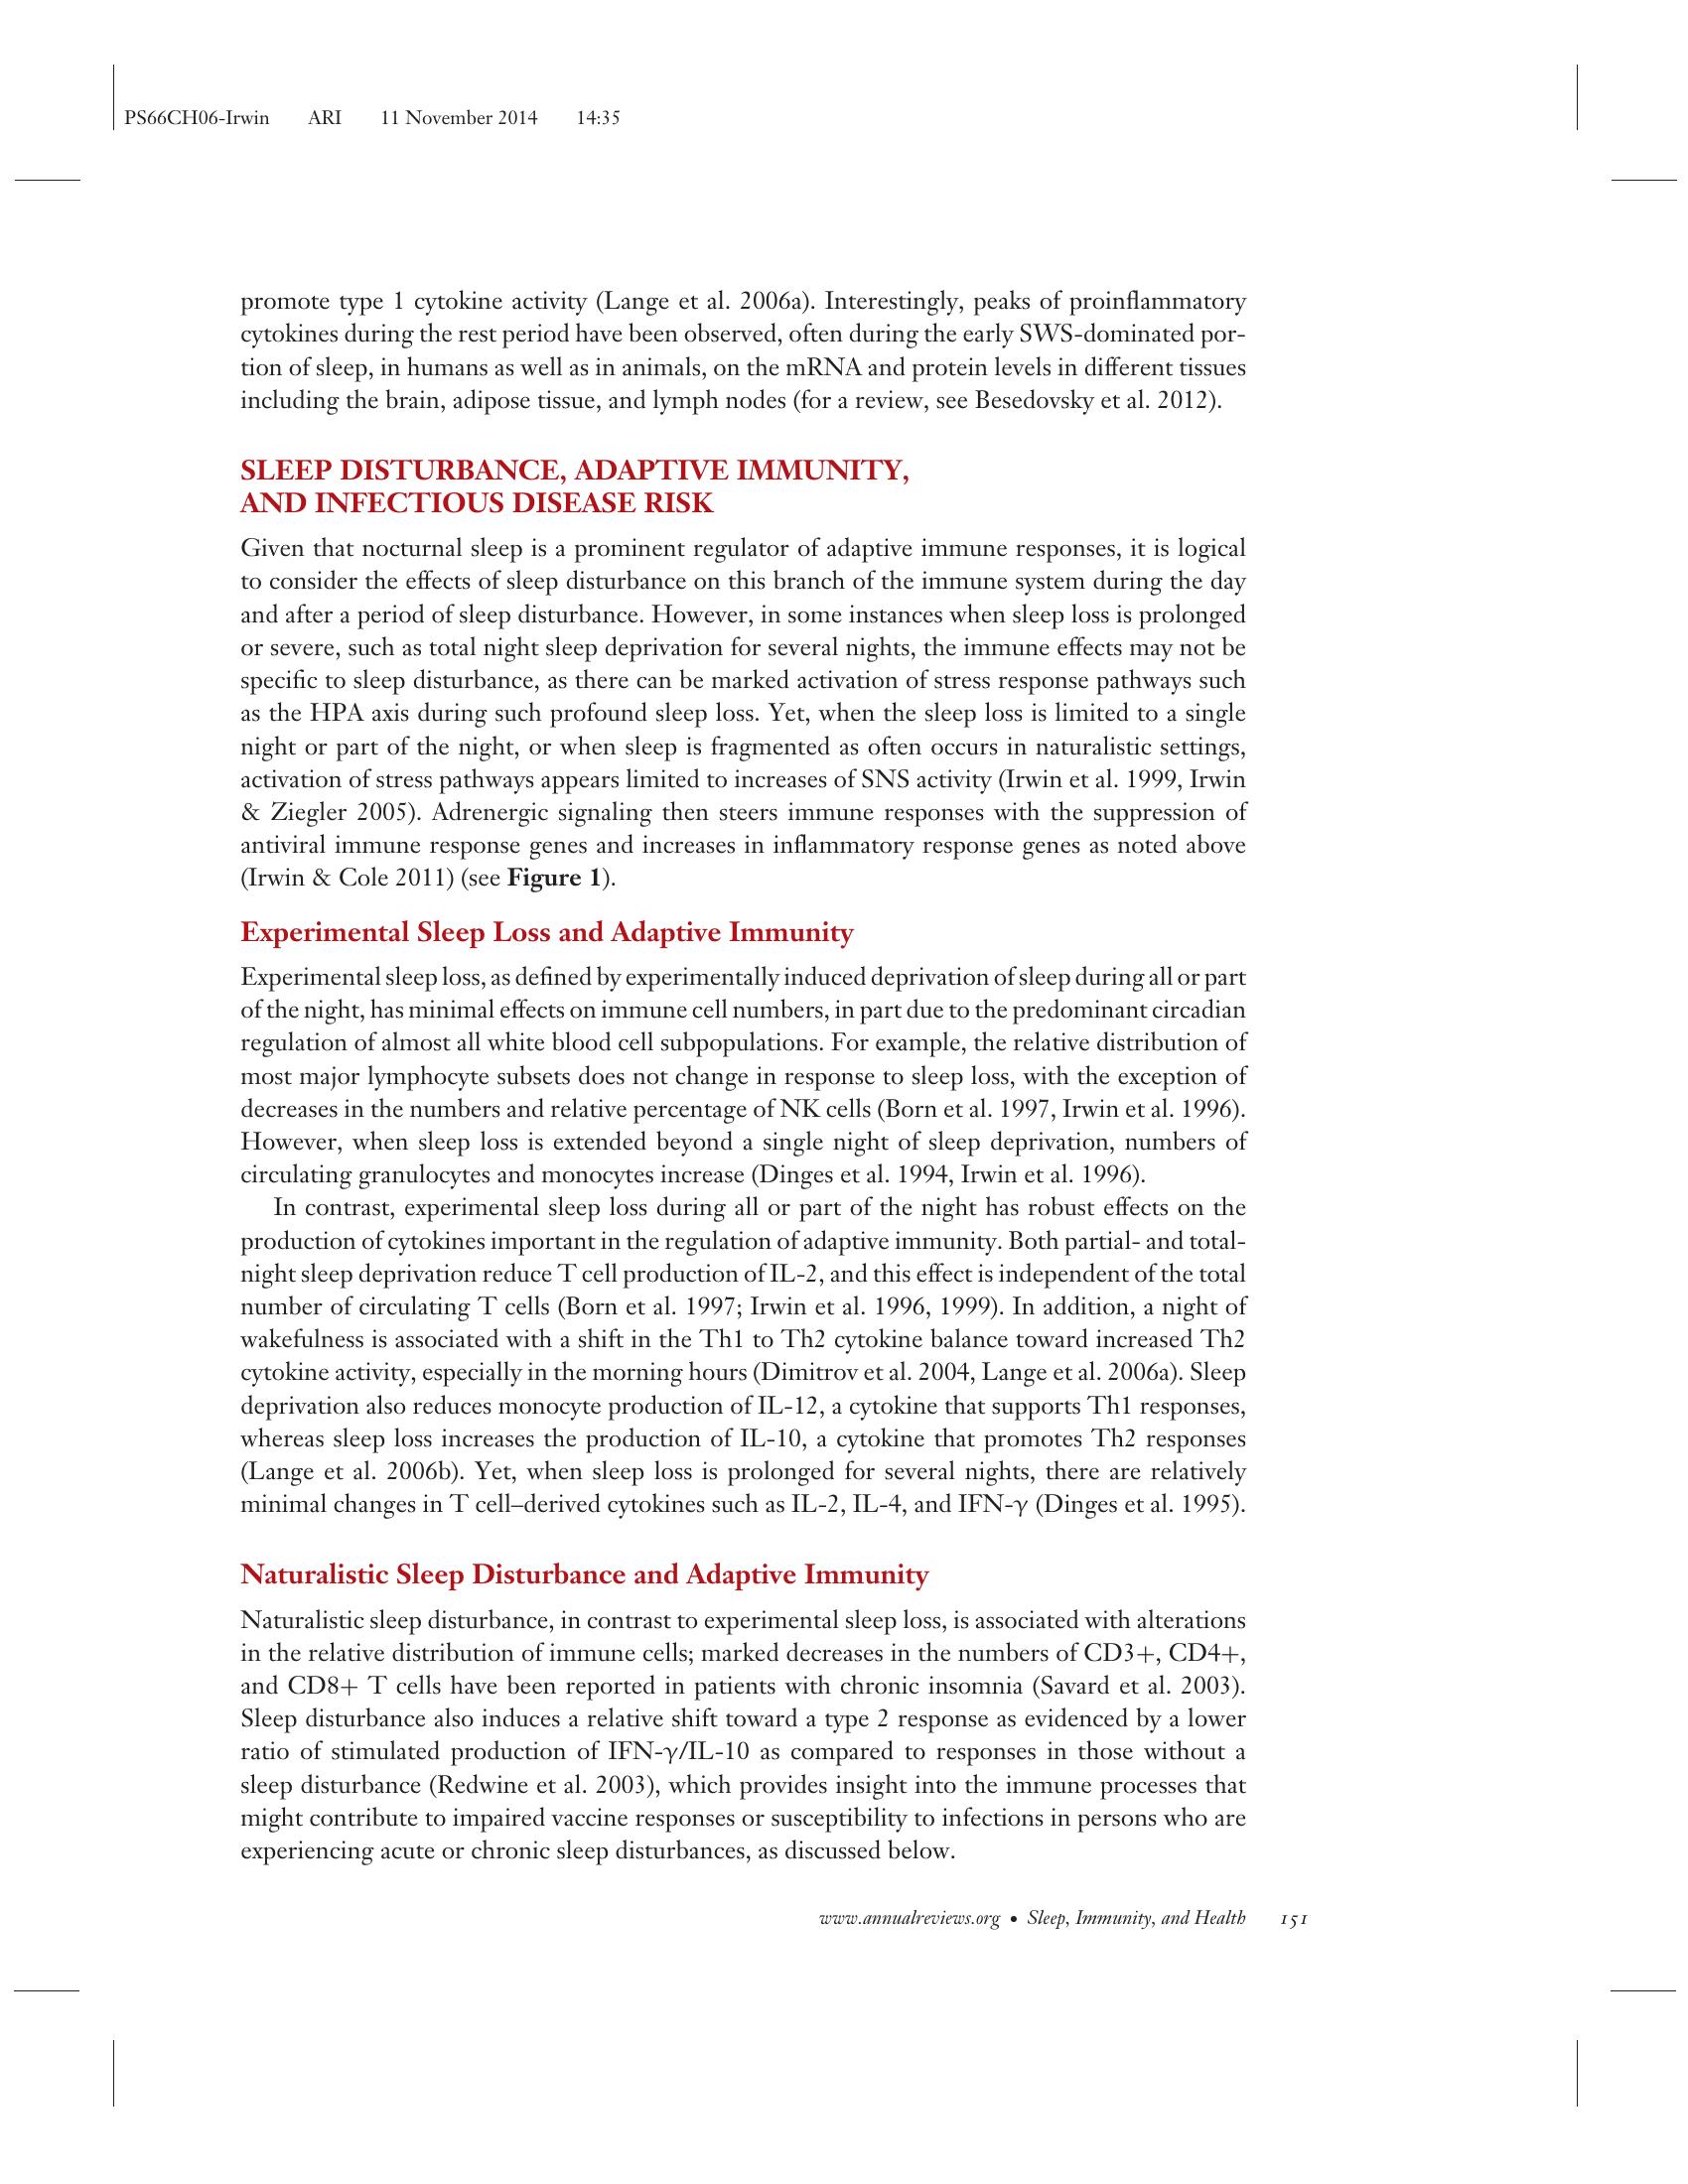 PS66CH06-Irwin ARI 11 November 2014 14:35
promote type 1 cytokine activity (Lange et al. 2006a). Interestingly, peaks of proinflammatory
cytokines during the rest period have been observed, often during the early SWS-dominated por-
tion of sleep, in humans as well as in animals, on the mRNA and protein levels in different tissues
including the brain, adipose tissue, and lymph nodes (for a review, see Besedovsky et al. 2012).
SLEEP DISTURBANCE, ADAPTIVE IMMUNITY,
AND INFECTIOUS DISEASE RISK
Given that nocturnal sleep is a prominent regulator of adaptive immune responses, it is logical
to consider the effects of sleep disturbance on this branch of the immune system during the day
and after a period of sleep disturbance. However, in some instances when sleep loss is prolonged
or severe, such as total night sleep deprivation for several nights, the immune effects may not be
specific to sleep disturbance, as there can be marked activation of stress response pathways such
as the HPA axis during such profound sleep loss. Yet, when the sleep loss is limited to a single
night or part of the night, or when sleep is fragmented as often occurs in naturalistic settings,
activation of stress pathways appears limited to increases of SNS activity (Irwin et al. 1999, Irwin
& Ziegler 2005). Adrenergic signaling then steers immune responses with the suppression of
antiviral immune response genes and increases in inflammatory response genes as noted above
(Irwin & Cole 2011) (see Figure 1).
Experimental Sleep Loss and Adaptive Immunity
Experimental sleep loss, as defined by experimentally induced deprivation of sleep during all or part
of the night, has minimal effects on immune cell numbers, in part due to the predominant circadian
regulation of almost all white blood cell subpopulations. For example, the relative distribution of
most major lymphocyte subsets does not change in response to sleep loss, with the exception of
decreases in the numbers and relative percentage of NK cells (Born et al. 1997, Irwin et al. 1996).
However, when sleep loss is extended beyond a single night of sleep deprivation, numbers of
circulating granulocytes and monocytes increase (Dinges et al. 1994, Irwin et al. 1996).
In contrast, experimental sleep loss during all or part of the night has robust effects on the
production of cytokines important in the regulation of adaptive immunity. Both partial- and total-
night sleep deprivation reduce T cell production of IL-2, and this effect is independent of the total
number of circulating T cells (Born et al. 1997; Irwin et al. 1996, 1999). In addition, a night of
wakefulness is associated with a shift in the Th1 to Th2 cytokine balance toward increased Th2
cytokine activity, especially in the morning hours (Dimitrov et al. 2004, Lange et al. 2006a). Sleep
deprivation also reduces monocyte production of IL-12, a cytokine that supports Th1 responses,
whereas sleep loss increases the production of IL-10, a cytokine that promotes Th2 responses
(Lange et al. 2006b). Yet, when sleep loss is prolonged for several nights, there are relatively
minimal changes in T cell–derived cytokines such as IL-2, IL-4, and IFN-γ (Dinges et al. 1995).
Naturalistic Sleep Disturbance and Adaptive Immunity
Naturalistic sleep disturbance, in contrast to experimental sleep loss, is associated with alterations
in the relative distribution of immune cells; marked decreases in the numbers of CD3+, CD4+,
and CD8+ T cells have been reported in patients with chronic insomnia (Savard et al. 2003).
Sleep disturbance also induces a relative shift toward a type 2 response as evidenced by a lower
ratio of stimulated production of IFN-γ/IL-10 as compared to responses in those without a
sleep disturbance (Redwine et al. 2003), which provides insight into the immune processes that
might contribute to impaired vaccine responses or susceptibility to infections in persons who are
experiencing acute or chronic sleep disturbances, as discussed below.
www.annualreviews.org • Sleep, Immunity, and Health 151